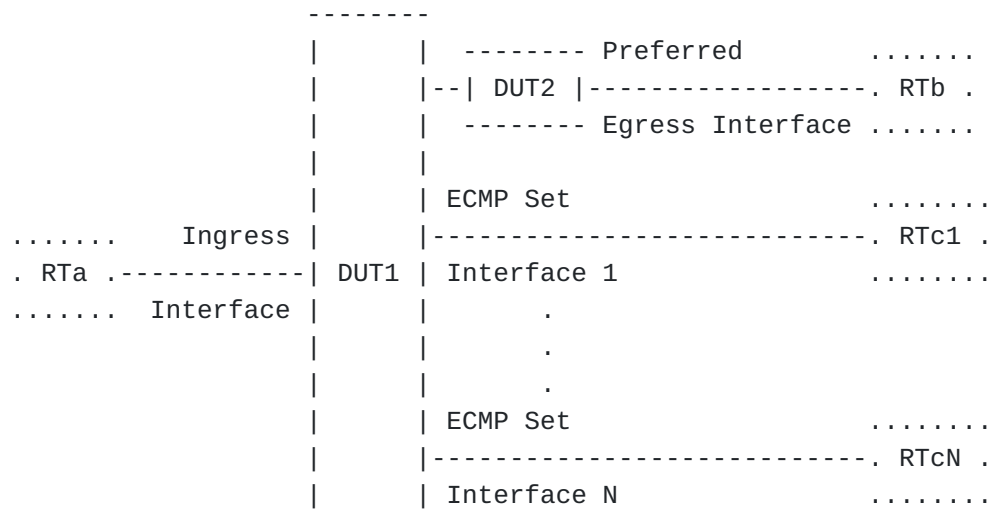 --------
|      |  -------- Preferred        .......
|      |--| DUT2 |------------------. RTb .
|      |  -------- Egress Interface .......
|      |
|      | ECMP Set                   ........
.......    Ingress |      |----------------------------. RTc1 .
. RTa .------------| DUT1 | Interface 1                ........
.......  Interface |      |       .
|      |       .
|      |       .
|      | ECMP Set                   ........
|      |----------------------------. RTcN .
|      | Interface N                ........